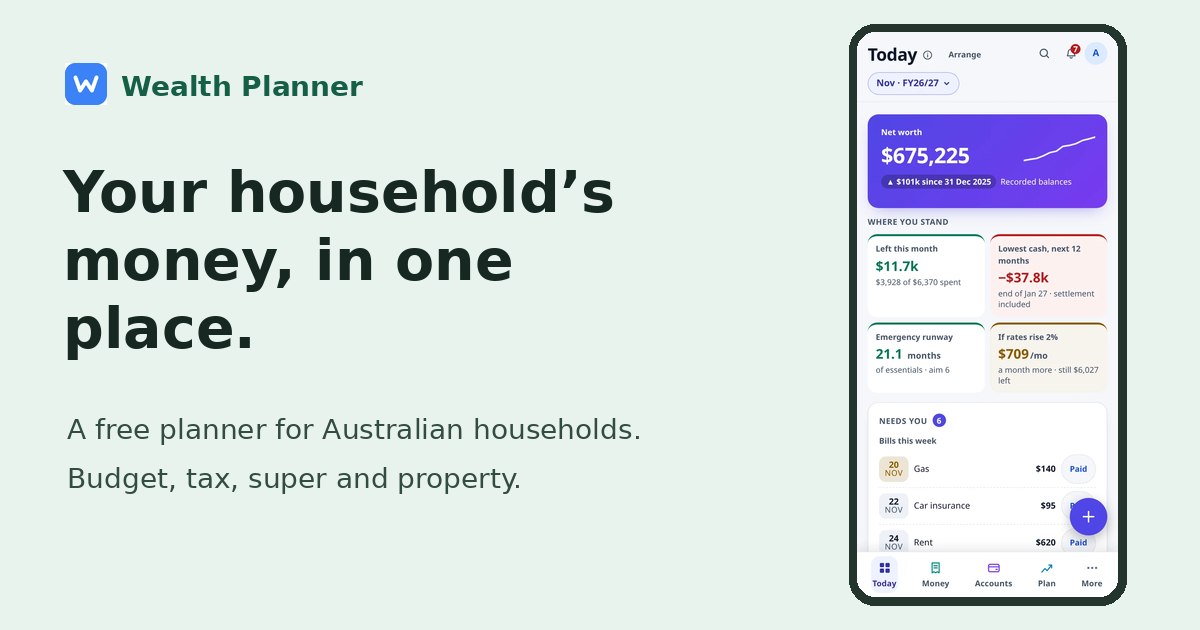 Wealth Planner
Your household’s
money, in one
place.
A free planner for Australian households.
Budget, tax, super and property.
Today
Arrange
7
A
Nov · FY26/27
Net worth
$675,225
▲ $101k since 31 Dec 2025
Recorded balances
WHERE YOU STAND
Left this month
$11.7k
$3,928 of $6,370 spent
Lowest cash, next 12
months
−$37.8k
end of Jan 27 · settlement
included
Emergency runway
21.1 months
of essentials · aim 6
If rates rise 2%
$709/mo
a month more · still $6,027
left
NEEDS YOU 6
Bills this week
20
NOV
Gas
$140
Paid
22
NOV
Car insurance
$95
24
NOV
Rent
$620
Paid
Today
Money
Accounts
Plan
More